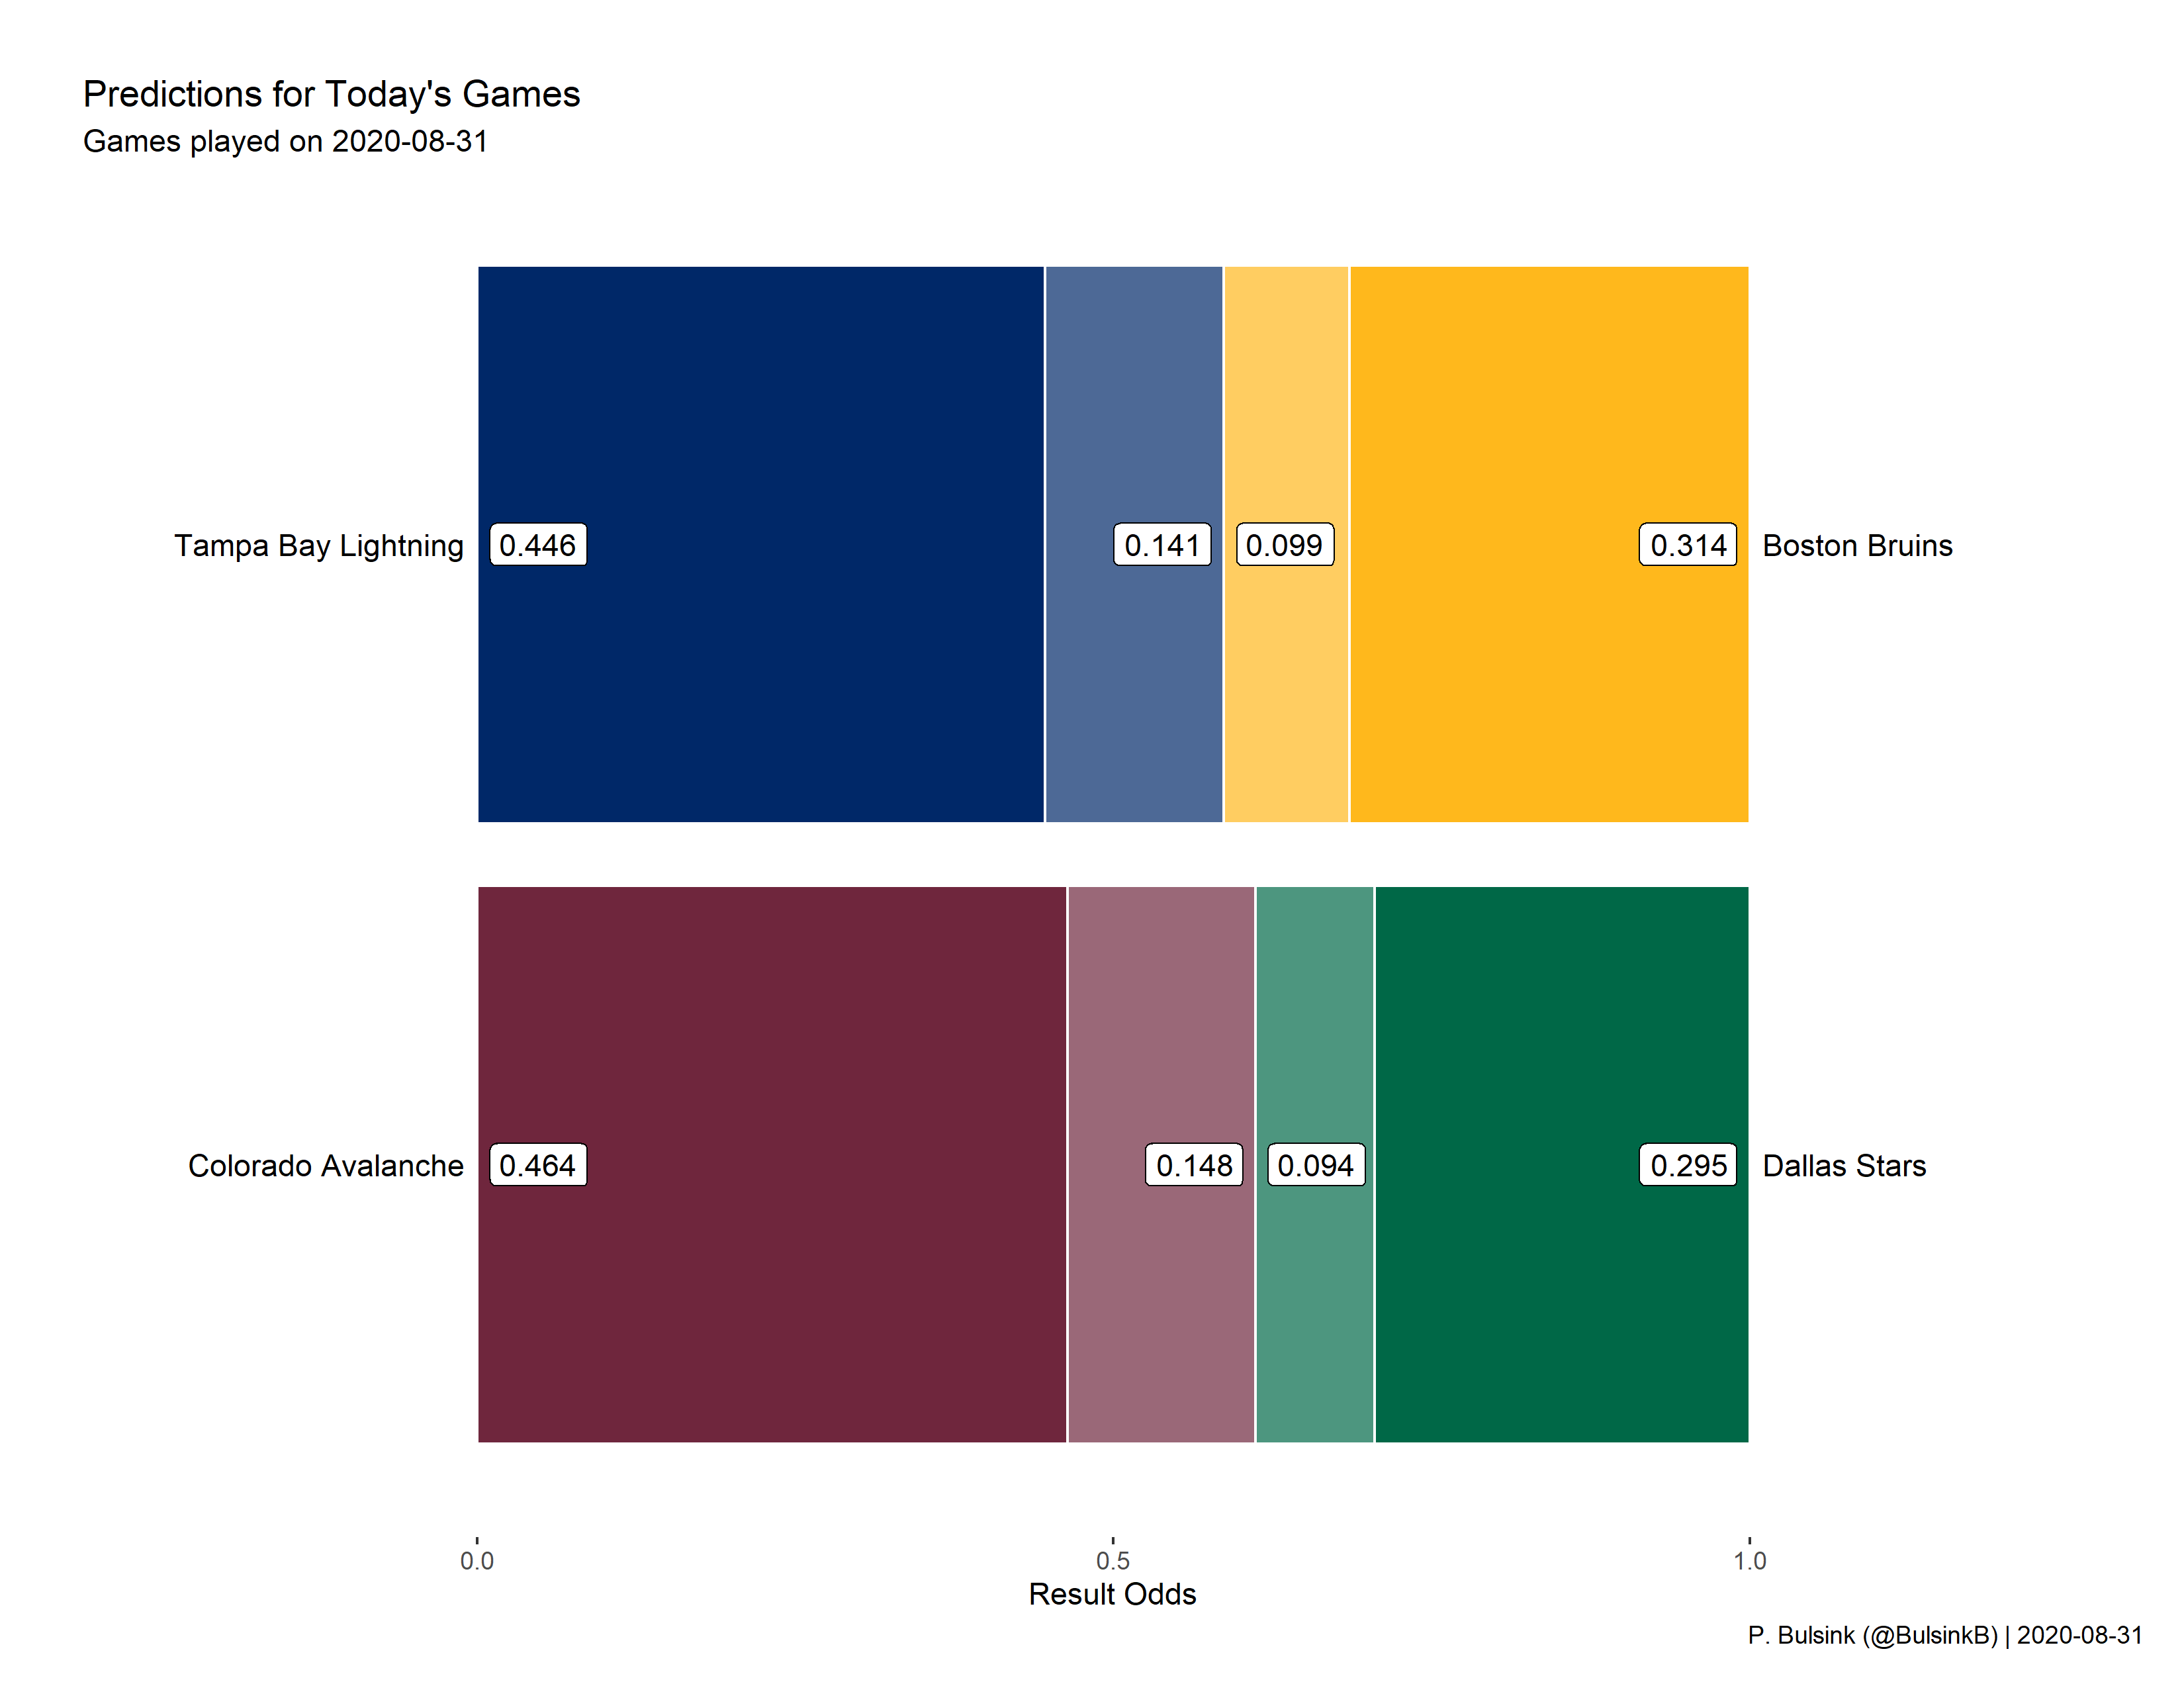 Predictions for Today's Games
Games played on 2020-08-31
Tampa Bay Lightning 0.446 0.141 0.099 0.314 Boston Bruins
Colorado Avalanche 0.464 0.148 0.094 0.295 Dallas Stars
0.0 0.5 1.0
Result Odds
P. Bulsink (@BulsinkB) | 2020-08-31